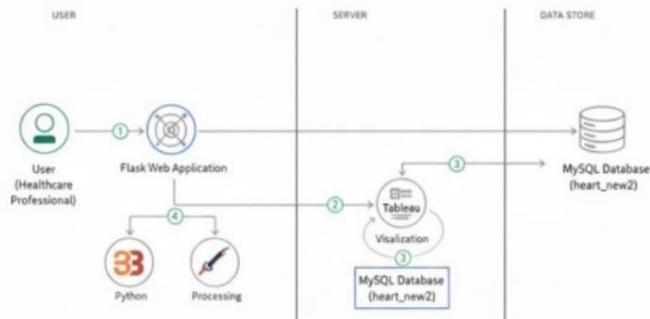 USER
SERVER
DATA STORE
1
User
(Healthcare
Professional)
Flask Web Application
MySQL Database
(heart_new2)
3
4
2
Tableau
Visalization
3
Python
Processing
MySQL Database
(heart_new2)